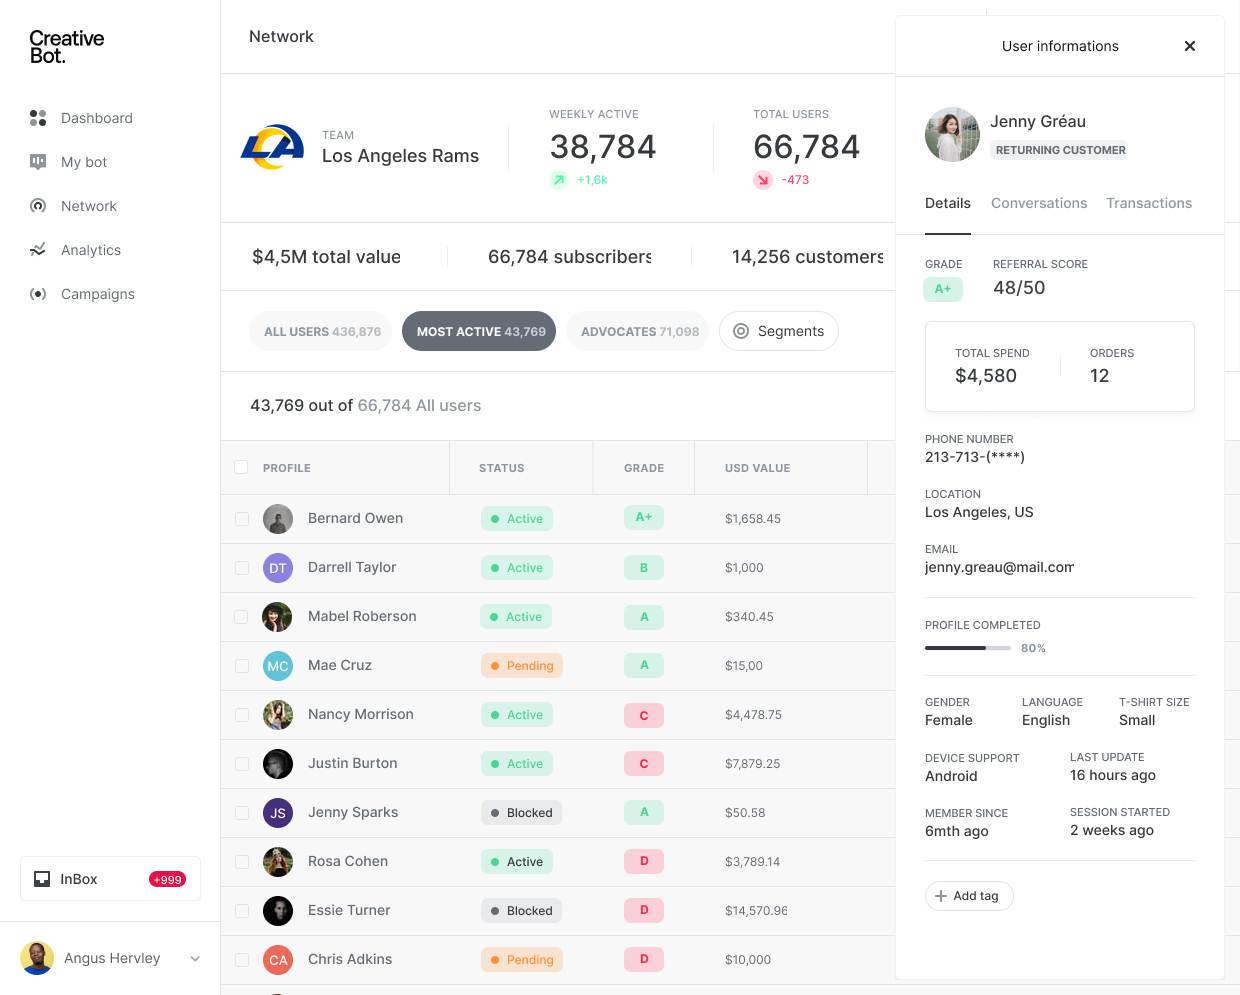 Creative
Bot.
Dashboard
My bot
Network
Analytics
Campaigns
InBox
+999
Angus Hervley
Network
TEAM
Los Angeles Rams
WEEKLY ACTIVE
38,784
+1,6k
TOTAL USERS
66,784
-473
$4,5M total value
66,784 subscribers
14,256 customers
ALL USERS 436,876
MOST ACTIVE 43,769
ADVOCATES 71,098
Segments
43,769 out of 66,784 All users
PROFILE STATUS GRADE USD VALUE
Bernard Owen Active A+ $1,658.45
DT Darrell Taylor Active B $1,000
Mabel Roberson Active A $340.45
MC Mae Cruz Pending A $15,00
Nancy Morrison Active C $4,478.75
Justin Burton Active C $7,879.25
JS Jenny Sparks Blocked A $50.58
Rosa Cohen Active D $3,789.14
Essie Turner Blocked D $14,570.96
CA Chris Adkins Pending D $10,000
User informations
Jenny Gréau
RETURNING CUSTOMER
Details Conversations Transactions
GRADE
A+
REFERRAL SCORE
48/50
TOTAL SPEND
$4,580
ORDERS
12
PHONE NUMBER
213-713-(****)
LOCATION
Los Angeles, US
EMAIL
jenny.greau@mail.com
PROFILE COMPLETED
80%
GENDER
Female
LANGUAGE
English
T-SHIRT SIZE
Small
DEVICE SUPPORT
Android
LAST UPDATE
16 hours ago
MEMBER SINCE
6mth ago
SESSION STARTED
2 weeks ago
Add tag